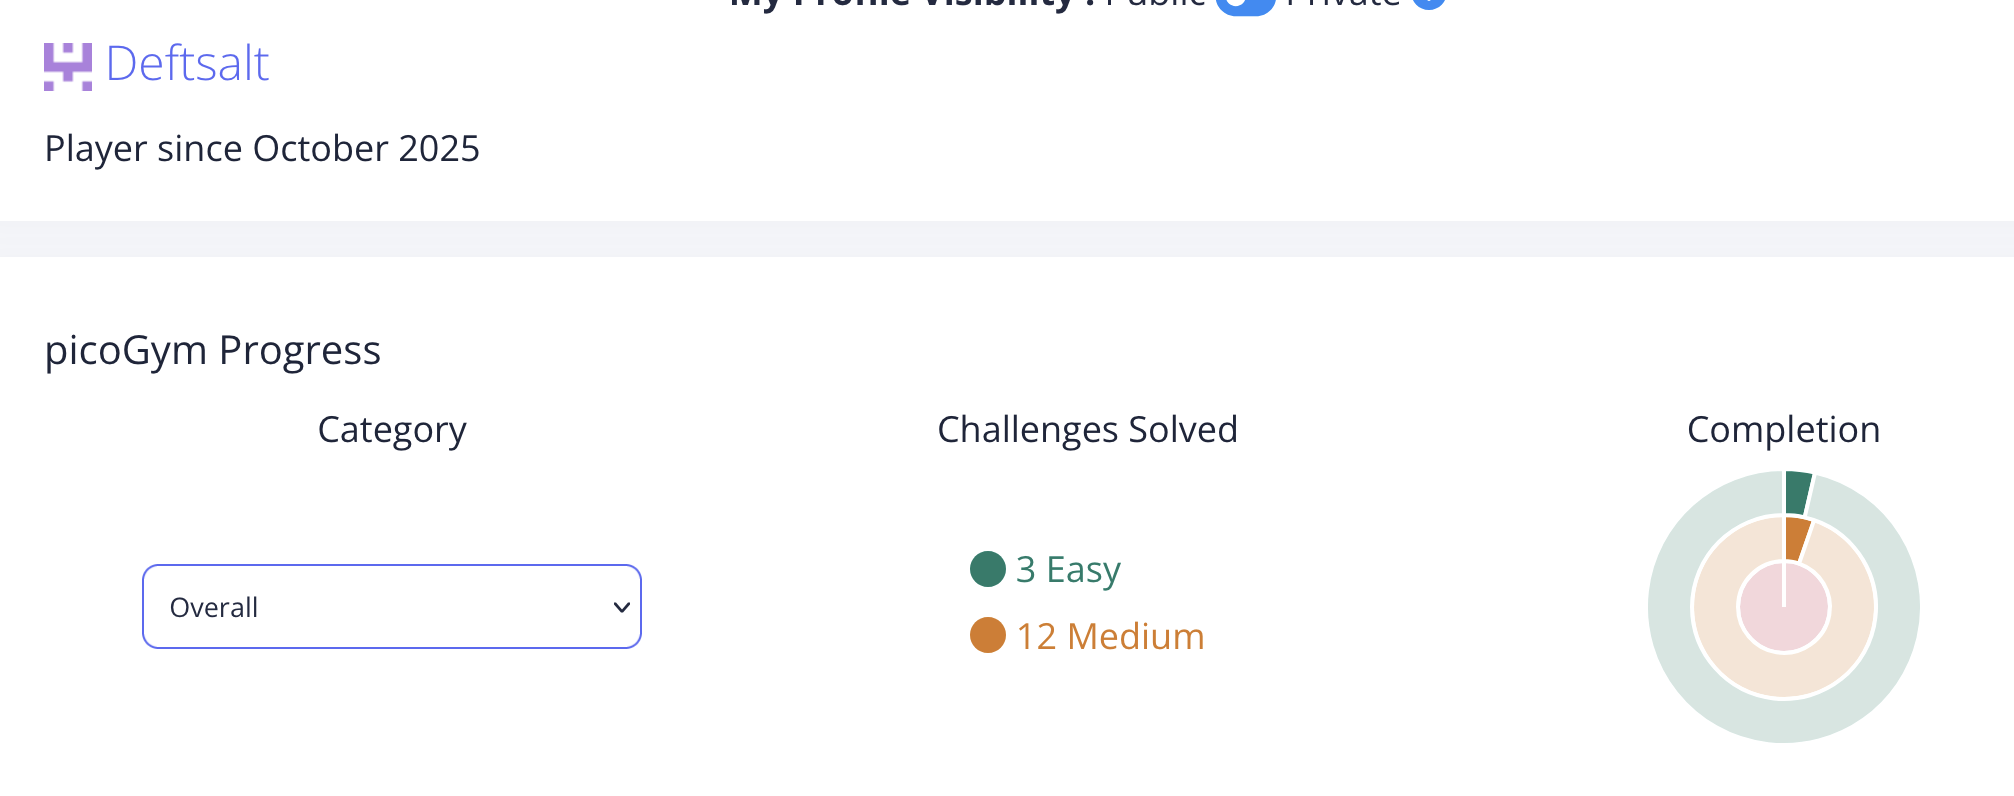 My Profile Visibility : Public Private
Deftsalt
Player since October 2025
picoGym Progress
Category
Challenges Solved
Completion
Overall
3 Easy
12 Medium